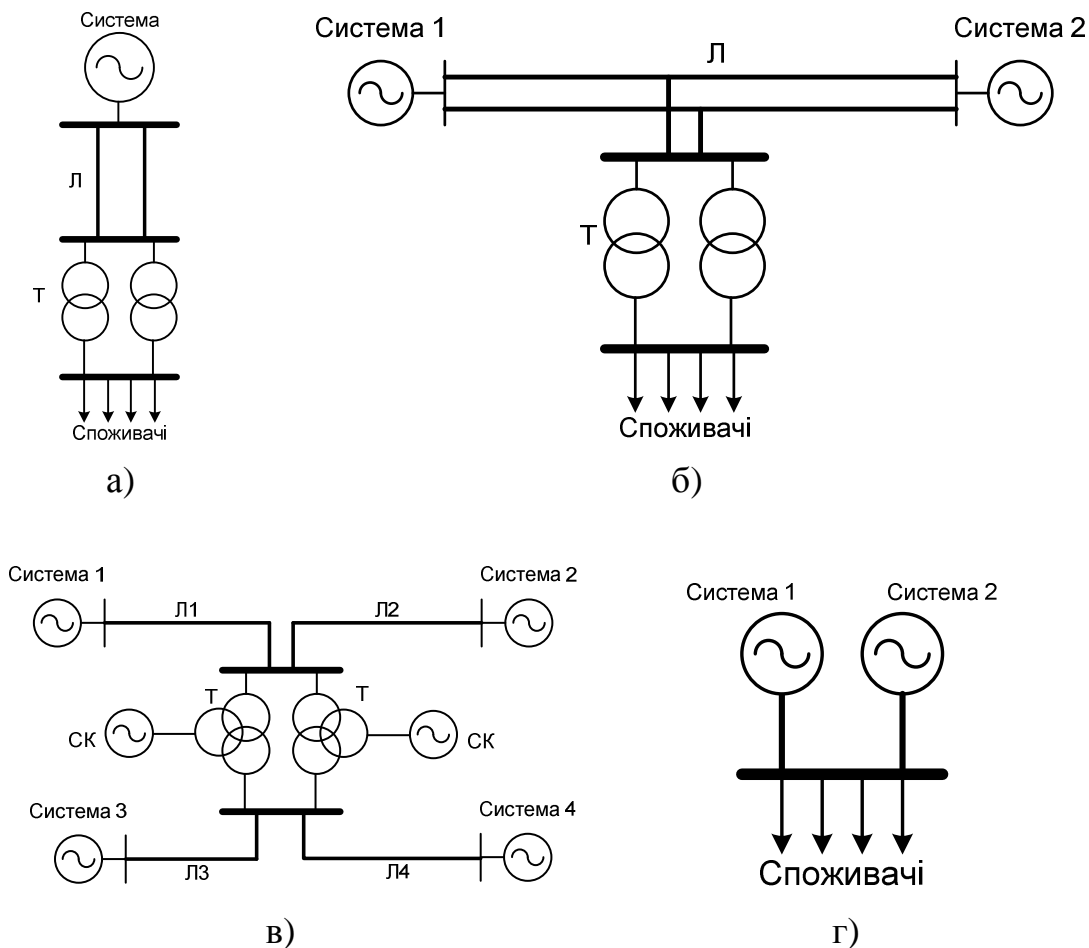 Система
Л
Т
Споживачі
а)
Система 1
Система 2
Л
Т
Споживачі
б)
Система 1
Система 2
Л1
Л2
Т
Т
СК
СК
Система 3
Система 4
Л3
Л4
в)
Система 1
Система 2
Споживачі
г)